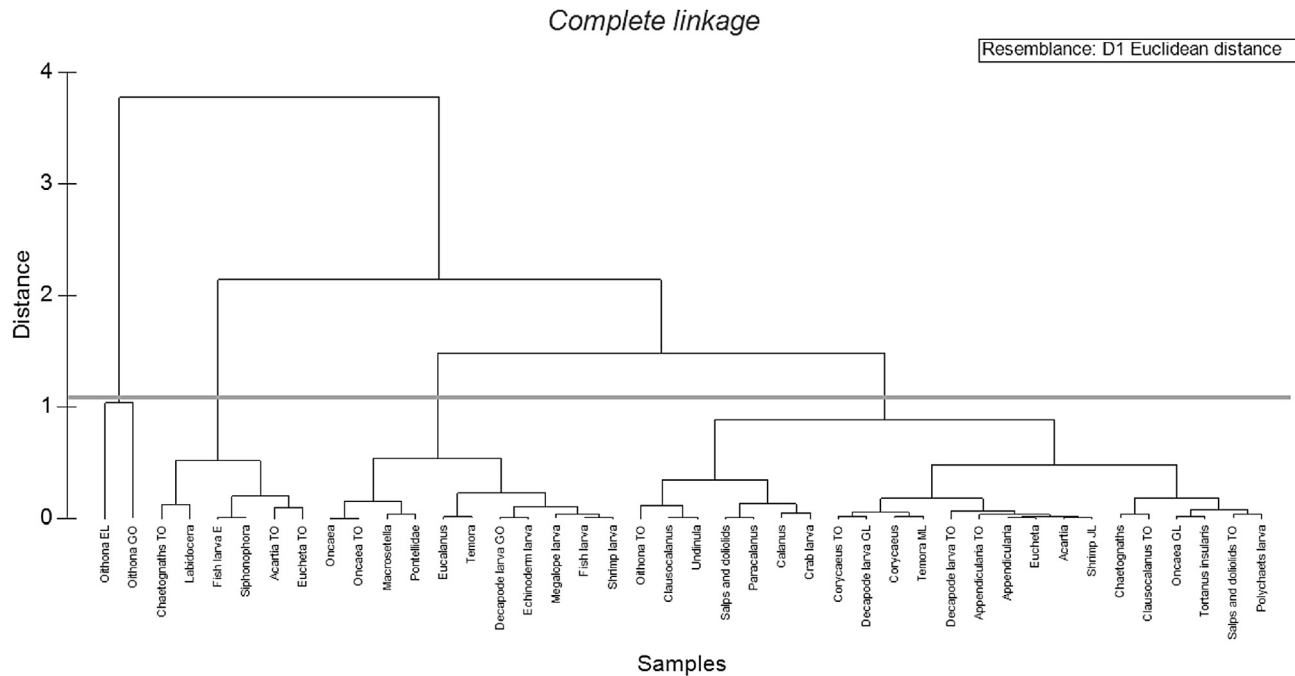 Complete linkage
Resemblance: D1 Euclidean distance
4
3
2
1
0
Distance
Oithona EL
Oithona GO
Chaetognaths TO
Labidocera
Fish larva E
Siphonophora
Acartia TO
Eucheta TO
Oncaea
Oncaea TO
Macrosetella
Pontellidae
Eucalanus
Temora
Decapode larva GO
Echinoderm larva
Megalope larva
Fish larva
Shrimp larva
Oithona TO
Clausocalanus
Undinula
Salps and doliolids
Paracalanus
Calanus
Crab larva
Corycaeus TO
Decapode larva GL
Corycaeus
Temora ML
Decapode larva TO
Appendicularia TO
Appendicularia
Eucheta
Acartia
Shrimp JL
Chaetognaths
Clausocalanus TO
Oncaea GL
Tortanus insularis
Salps and doliolids TO
Polychaets larva
Samples